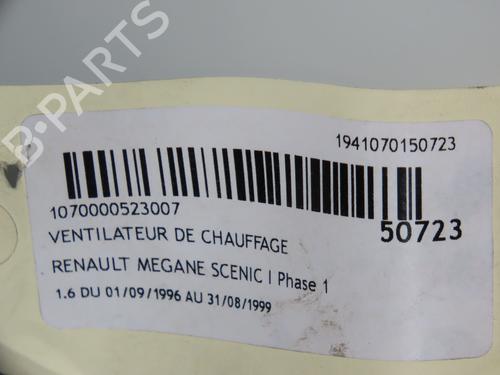 B-PARTS
1941070150723
1070000523007
50723
VENTILATEUR DE CHAUFFAGE
RENAULT MEGANE SCENIC I Phase 1
1.6 DU 01/09/1996 AU 31/08/1999